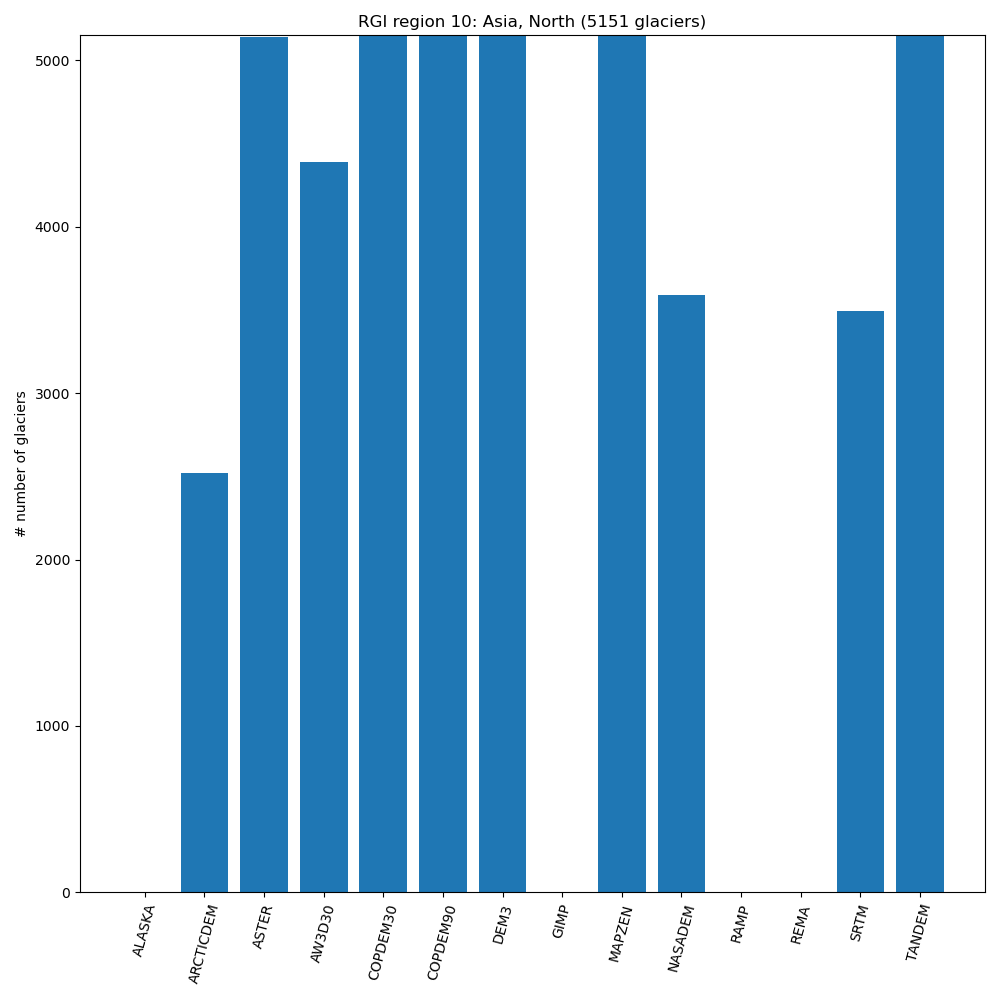 RGI region 10: Asia, North (5151 glaciers)
5000
4000
3000
2000
1000
0
# number of glaciers
ALASKA
ARCTICDEM
ASTER
AW3D30
COPDEM30
COPDEM90
DEM3
GIMP
MAPZEN
NASADEM
RAMP
REMA
SRTM
TANDEM